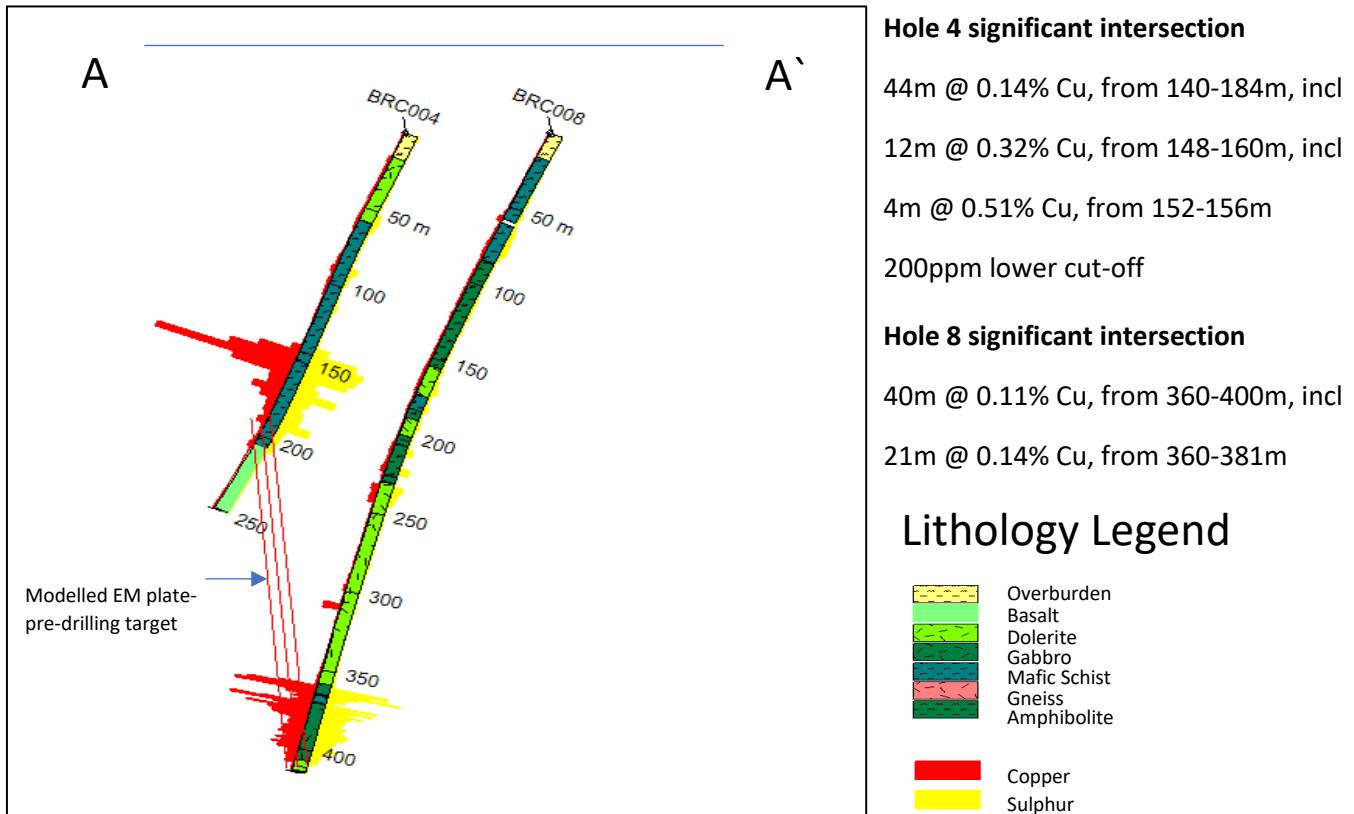 A
A`
BRC004
BRC008
50 m
100
150
200
250
50 m
100
150
200
250
300
350
400
Modelled EM plate-
pre-drilling target
Hole 4 significant intersection
44m @ 0.14% Cu, from 140-184m, incl
12m @ 0.32% Cu, from 148-160m, incl
4m @ 0.51% Cu, from 152-156m
200ppm lower cut-off
Hole 8 significant intersection
40m @ 0.11% Cu, from 360-400m, incl
21m @ 0.14% Cu, from 360-381m
Lithology Legend
Overburden
Basalt
Dolerite
Gabbro
Mafic Schist
Gneiss
Amphibolite
Copper
Sulphur